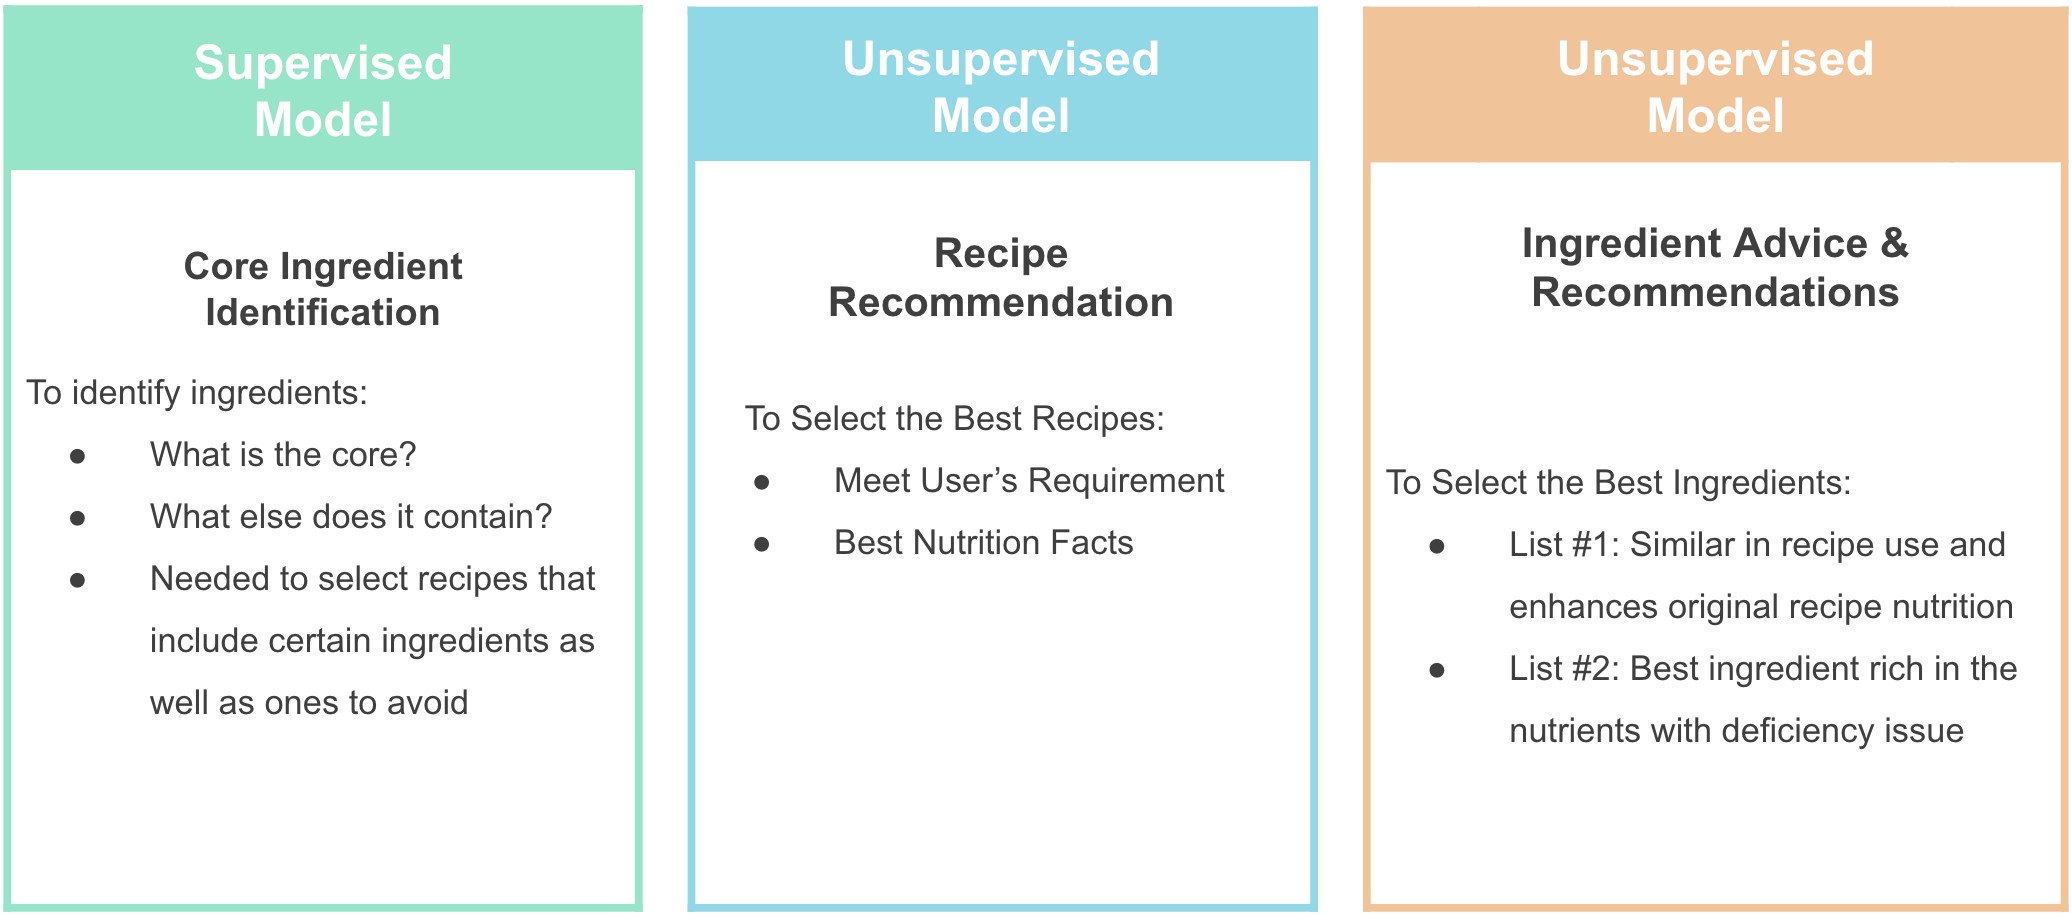 Supervised
Model
Core Ingredient
Identification
To identify ingredients:
● What is the core?
● What else does it contain?
● Needed to select recipes that
include certain ingredients as
well as ones to avoid
Unsupervised
Model
Recipe
Recommendation
To Select the Best Recipes:
● Meet User’s Requirement
● Best Nutrition Facts
Unsupervised
Model
Ingredient Advice &
Recommendations
To Select the Best Ingredients:
● List #1: Similar in recipe use and
enhances original recipe nutrition
● List #2: Best ingredient rich in the
nutrients with deficiency issue